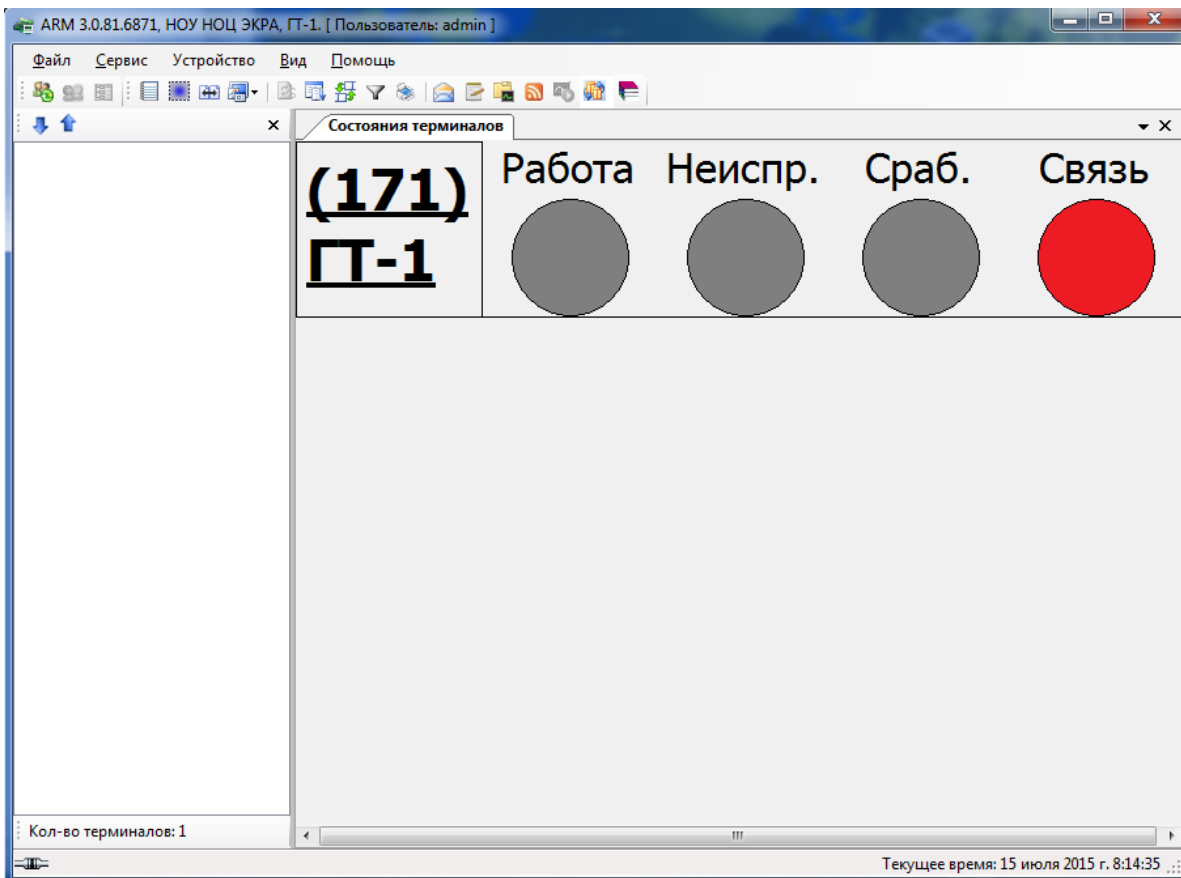 ARM 3.0.81.6871, НОУ НОЦ ЭКРА, ГТ-1. [ Пользователь: admin ]
Файл Сервис Устройство Вид Помощь
Состояния терминалов
(171) ГТ-1
Работа Неиспр. Сраб. Связь
Кол-во терминалов: 1
Текущее время: 15 июля 2015 г. 8:14:35